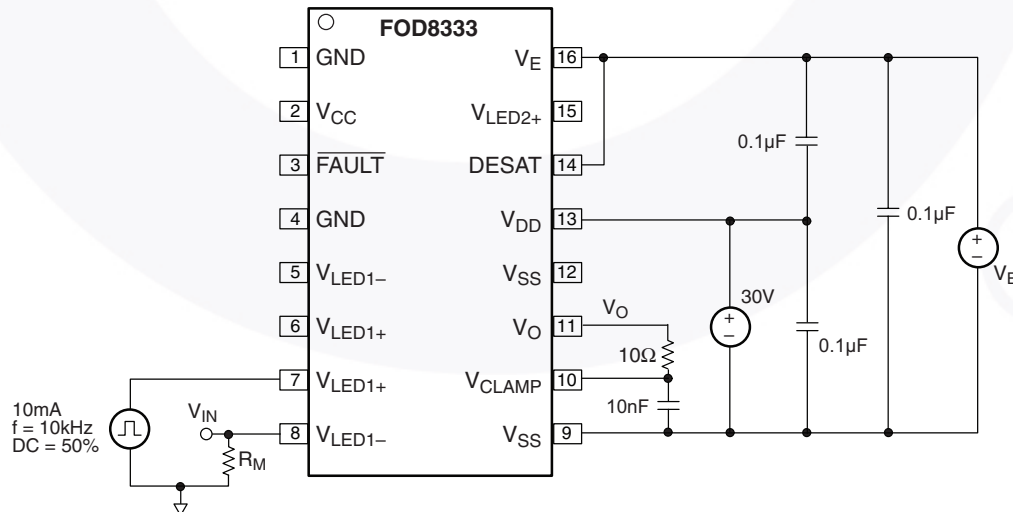 FOD8333
1 GND
2 VCC
3 FAULT
4 GND
5 VLED1–
6 VLED1+
7 VLED1+
8 VLED1–
VE 16
VLED2+ 15
DESAT 14
VDD 13
VSS 12
VO 11
VCLAMP 10
VSS 9
10mA
f = 10kHz
DC = 50%
VIN
RM
VO
10Ω
10nF
30V
+
–
0.1μF
0.1μF
0.1μF
+
–
VE